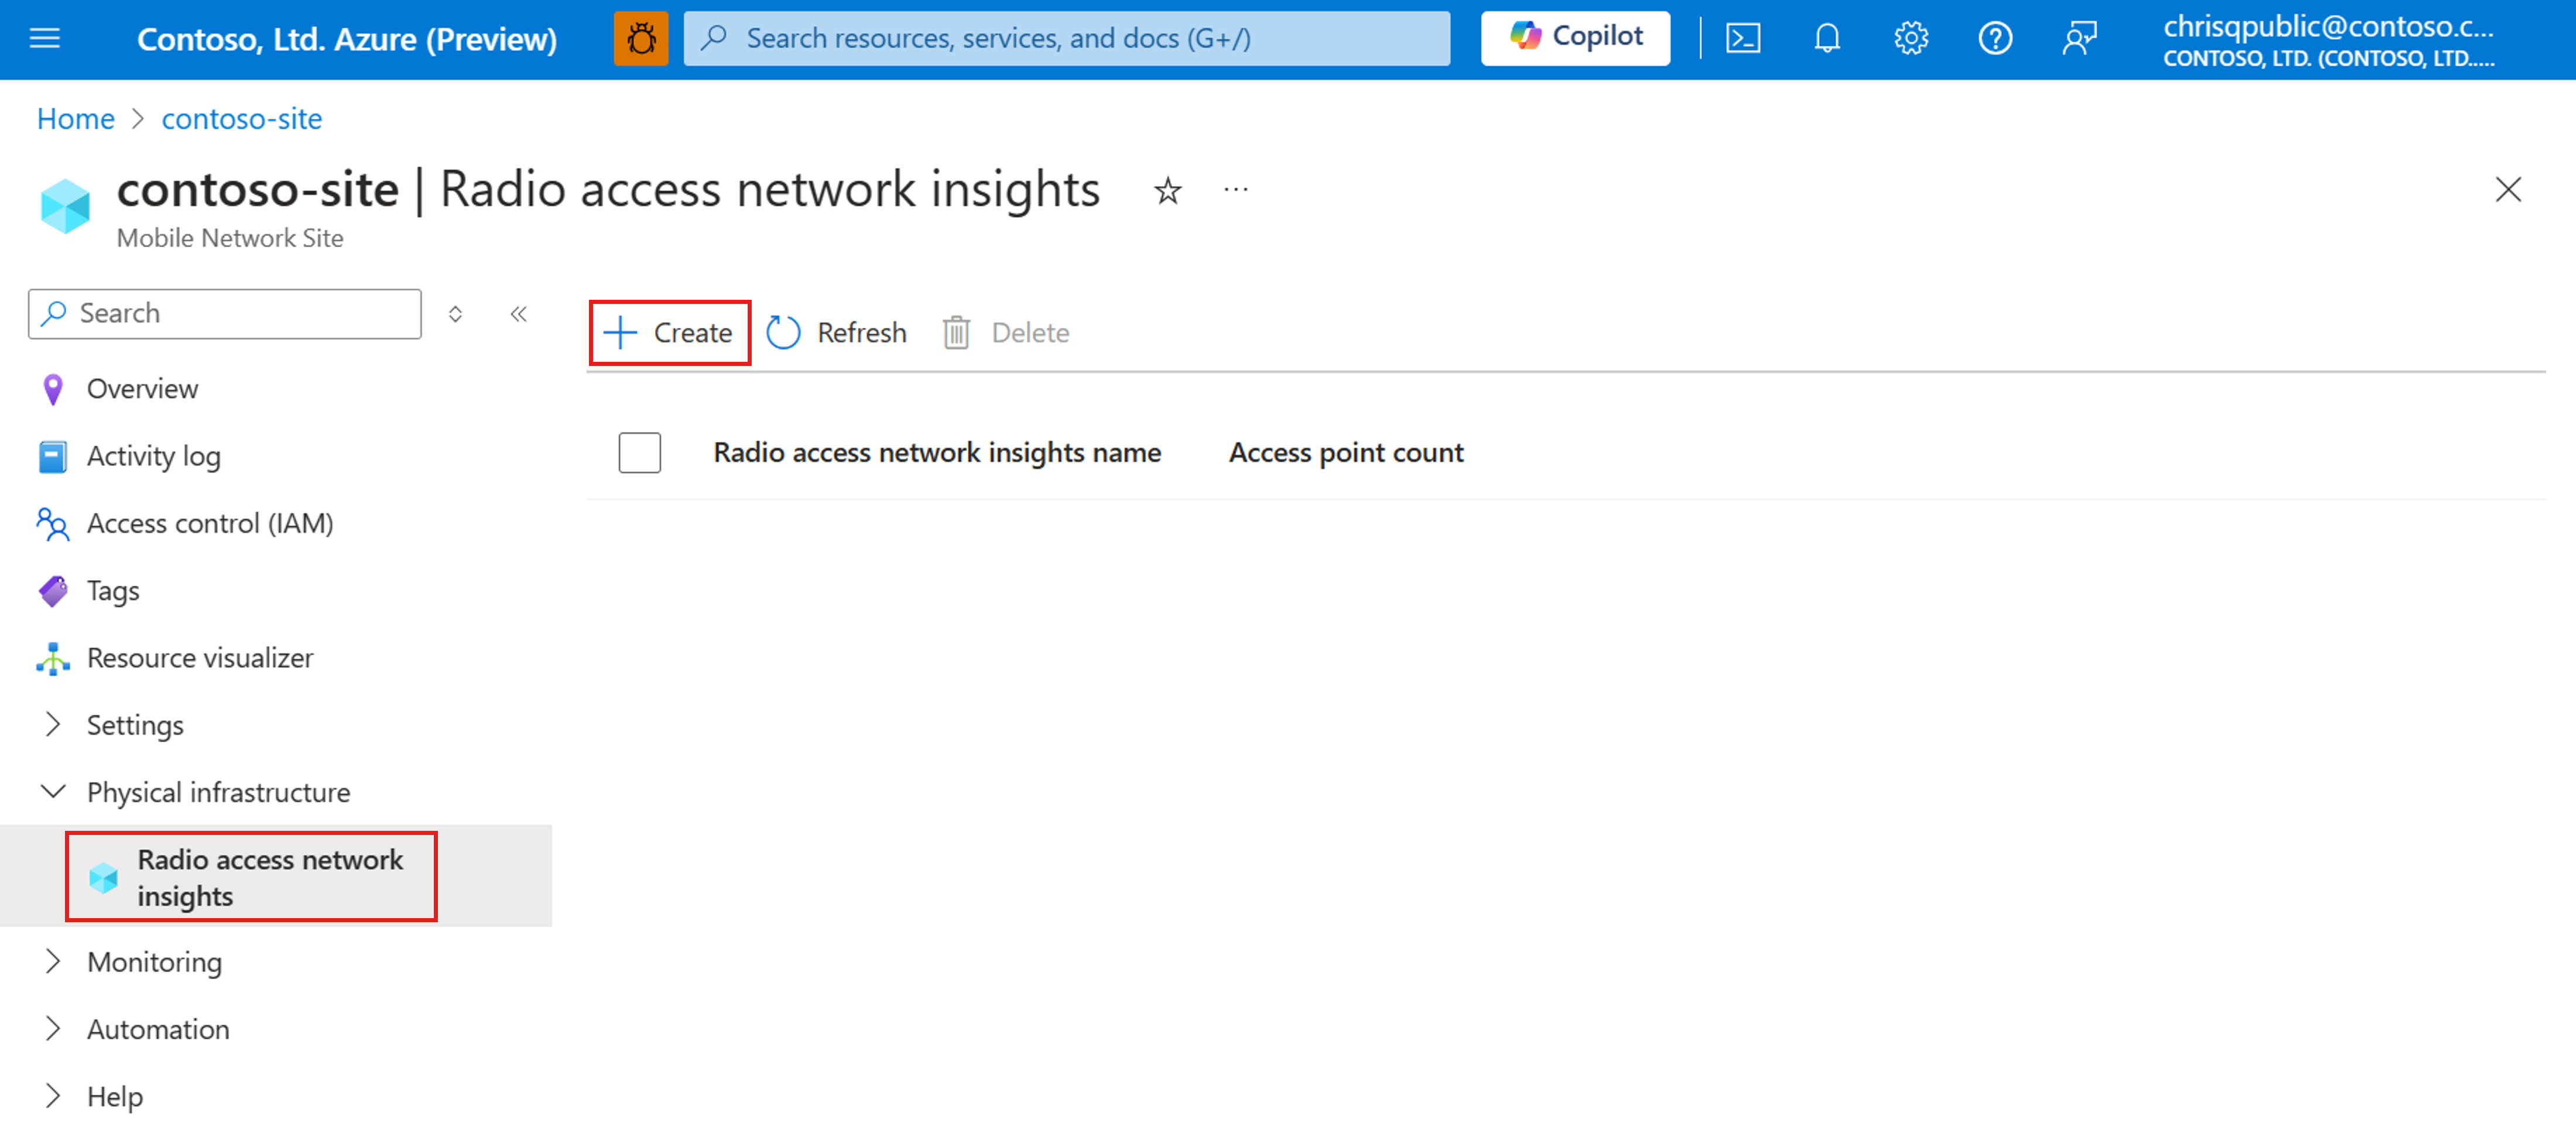 Contoso, Ltd. Azure (Preview)
Search resources, services, and docs (G+/)
Copilot
chrisqpublic@contoso.c...
CONTOSO, LTD. (CONTOSO, LTD.....
Home > contoso-site
contoso-site | Radio access network insights
Mobile Network Site
Search
Create
Refresh
Delete
Overview
Radio access network insights name
Access point count
Activity log
Access control (IAM)
Tags
Resource visualizer
Settings
Physical infrastructure
Radio access network
insights
Monitoring
Automation
Help